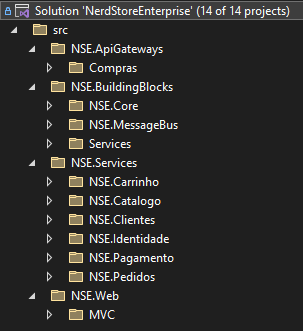 Solution 'NerdStoreEnterprise' (14 of 14 projects)
src
NSE.ApiGateways
Compras
NSE.BuildingBlocks
NSE.Core
NSE.MessageBus
Services
NSE.Services
NSE.Carrinho
NSE.Catalogo
NSE.Clientes
NSE.Identidade
NSE.Pagamento
NSE.Pedidos
NSE.Web
MVC